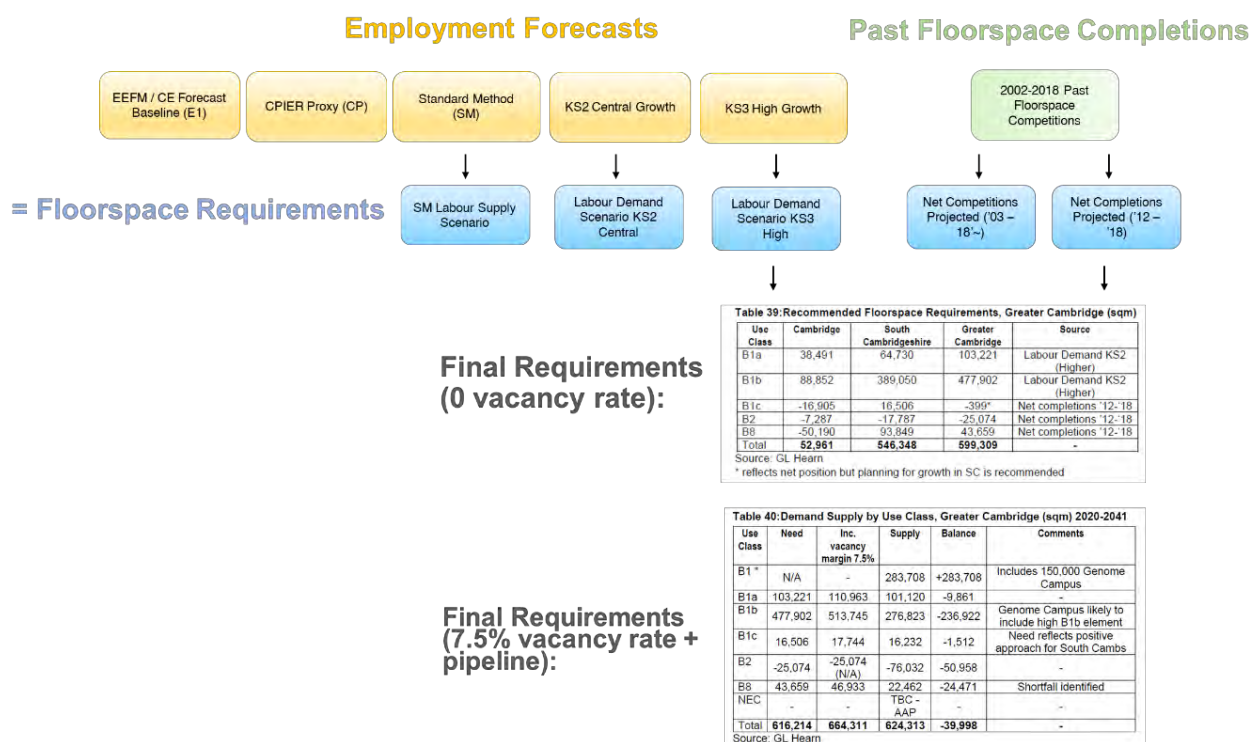 Employment Forecasts
Past Floorspace Completions
EEFM / CE Forecast
Baseline (E1)
CPIER Proxy (CP)
Standard Method
(SM)
KS2 Central Growth
KS3 High Growth
2002-2018 Past
Floorspace
Competitions
= Floorspace Requirements
SM Labour Supply
Scenario
Labour Demand
Scenario KS2
Central
Labour Demand
Scenario KS3
High
Net Competitions
Projected ('03 –
18'~)
Net Completions
Projected ('12 –
'18)
Final Requirements
(0 vacancy rate):
Table 39:Recommended Floorspace Requirements, Greater Cambridge (sqm)
Use Class | Cambridge | South Cambridgeshire | Greater Cambridge | Source
B1a 38,491 64,730 103,221 Labour Demand KS2 (Higher)
B1b 88,852 389,050 477,902 Labour Demand KS2 (Higher)
B1c -16,905 16,506 -399* Net completions '12-'18
B2 -7,287 -17,787 -25,074 Net completions '12-'18
B8 -50,190 93,849 43,659 Net completions '12-'18
Total 52,961 546,348 599,309 -
Source: GL Hearn
* reflects net position but planning for growth in SC is recommended
Final Requirements
(7.5% vacancy rate +
pipeline):
Table 40:Demand Supply by Use Class, Greater Cambridge (sqm) 2020-2041
Use Class | Need | Inc. vacancy margin 7.5% | Supply | Balance | Comments
B1 * N/A - 283,708 +283,708 Includes 150,000 Genome Campus
B1a 103,221 110,963 101,120 -9,861 -
B1b 477,902 513,745 276,823 -236,922 Genome Campus likely to include high B1b element
B1c 16,506 17,744 16,232 -1,512 Need reflects positive approach for South Cambs
B2 -25,074 -25,074 (N/A) -76,032 -50,958 -
B8 43,659 46,933 22,462 -24,471 Shortfall identified
NEC - - TBC - AAP - -
Total 616,214 664,311 624,313 -39,998 -
Source: GL Hearn